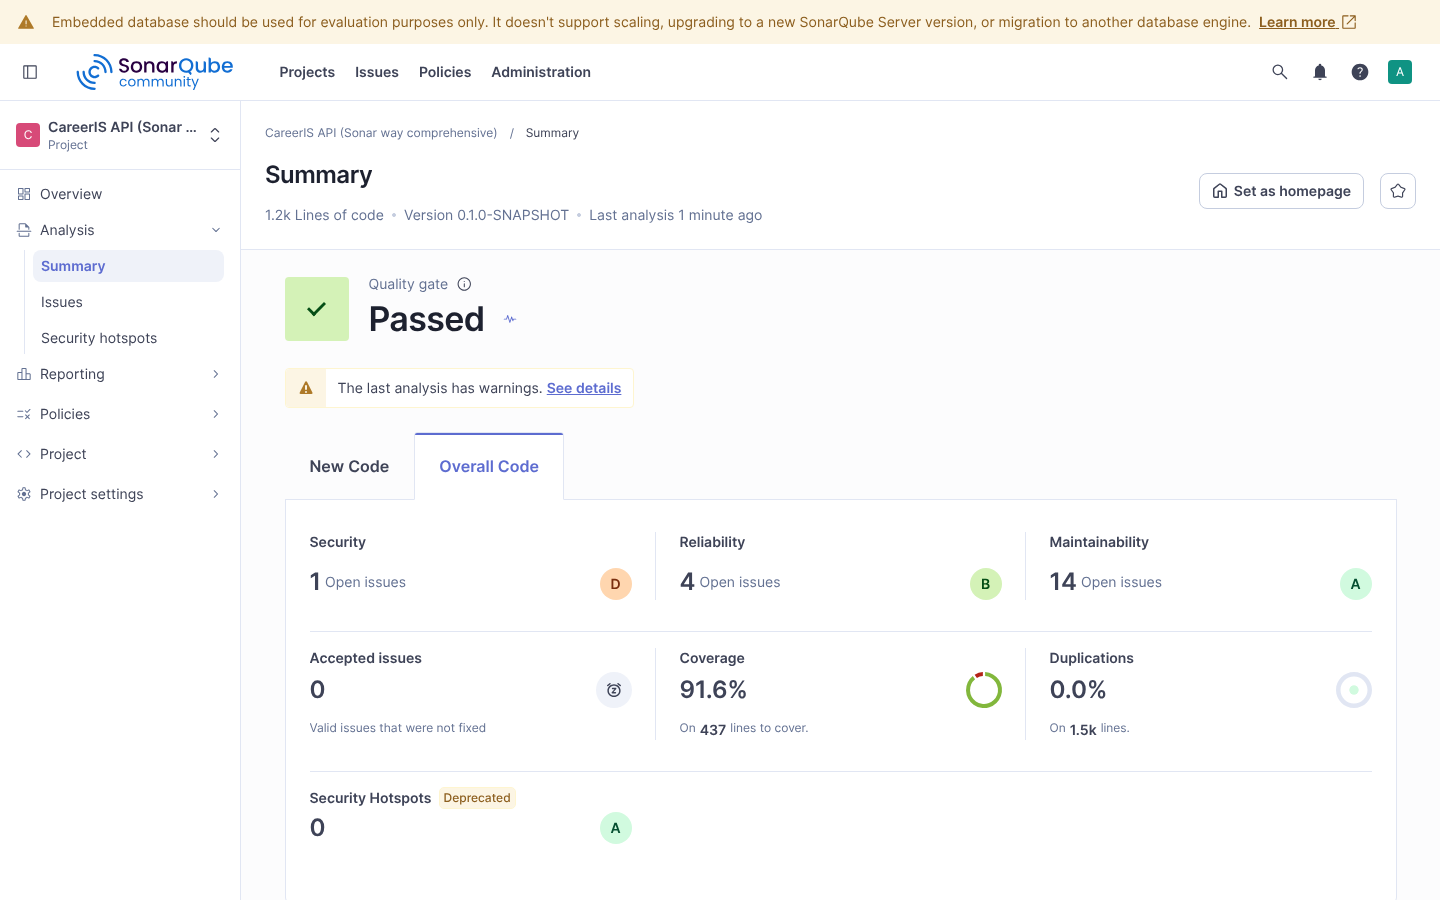 Embedded database should be used for evaluation purposes only. It doesn't support scaling, upgrading to a new SonarQube Server version, or migration to another database engine. Learn more
SonarQube community
Projects Issues Policies Administration
A
C
CareerIS API (Sonar ...
Project
Overview
Analysis
Summary
Issues
Security hotspots
Reporting
Policies
Project
Project settings
CareerIS API (Sonar way comprehensive) / Summary
Summary
1.2k Lines of code • Version 0.1.0-SNAPSHOT • Last analysis 1 minute ago
Set as homepage
Quality gate
Passed
The last analysis has warnings. See details
New Code
Overall Code
Security
1 Open issues
D
Reliability
4 Open issues
B
Maintainability
14 Open issues
A
Accepted issues
0
Valid issues that were not fixed
Coverage
91.6%
On 437 lines to cover.
Duplications
0.0%
On 1.5k lines.
Security Hotspots Deprecated
0
A